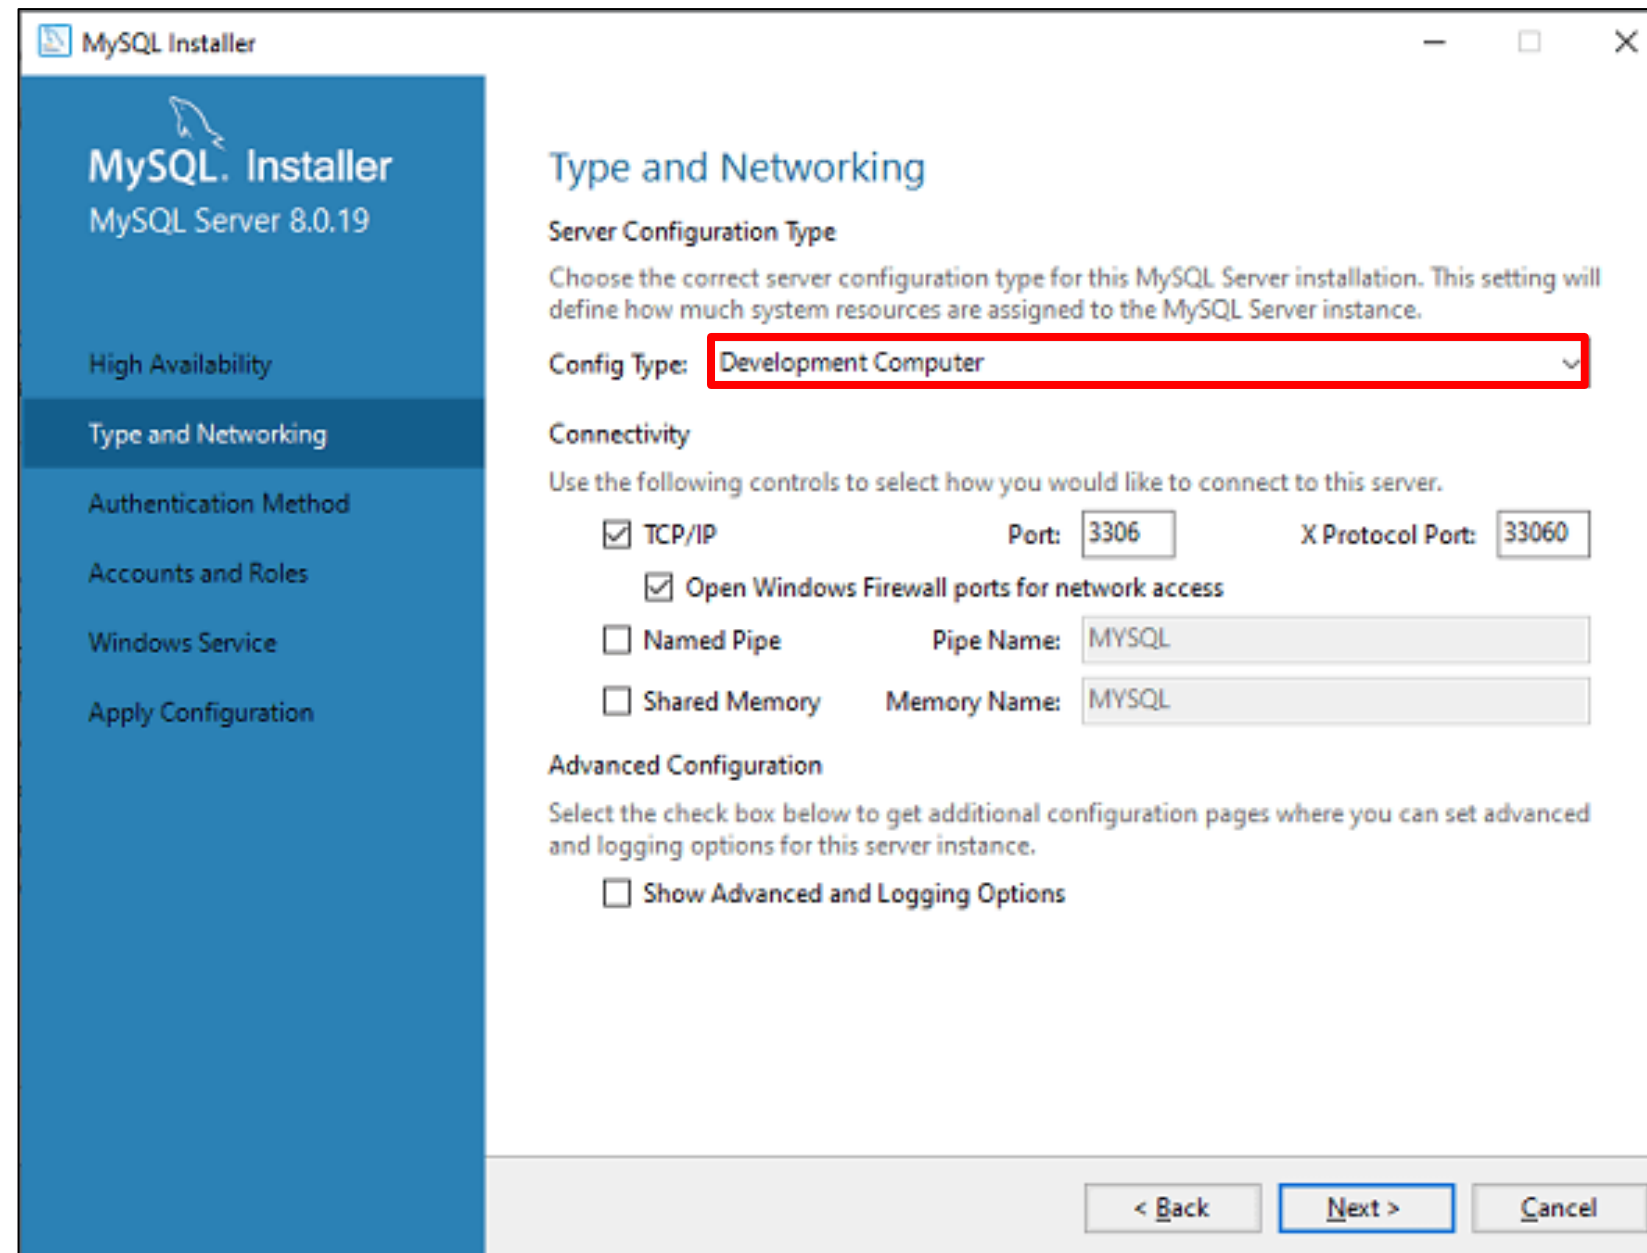 MySQL Installer
MySQL. Installer
MySQL Server 8.0.19
High Availability
Type and Networking
Authentication Method
Accounts and Roles
Windows Service
Apply Configuration
Type and Networking
Server Configuration Type
Choose the correct server configuration type for this MySQL Server installation. This setting will
define how much system resources are assigned to the MySQL Server instance.
Config Type: Development Computer
Connectivity
Use the following controls to select how you would like to connect to this server.
TCP/IP Port: 3306 X Protocol Port: 33060
Open Windows Firewall ports for network access
Named Pipe Pipe Name: MYSQL
Shared Memory Memory Name: MYSQL
Advanced Configuration
Select the check box below to get additional configuration pages where you can set advanced
and logging options for this server instance.
Show Advanced and Logging Options
< Back Next > Cancel